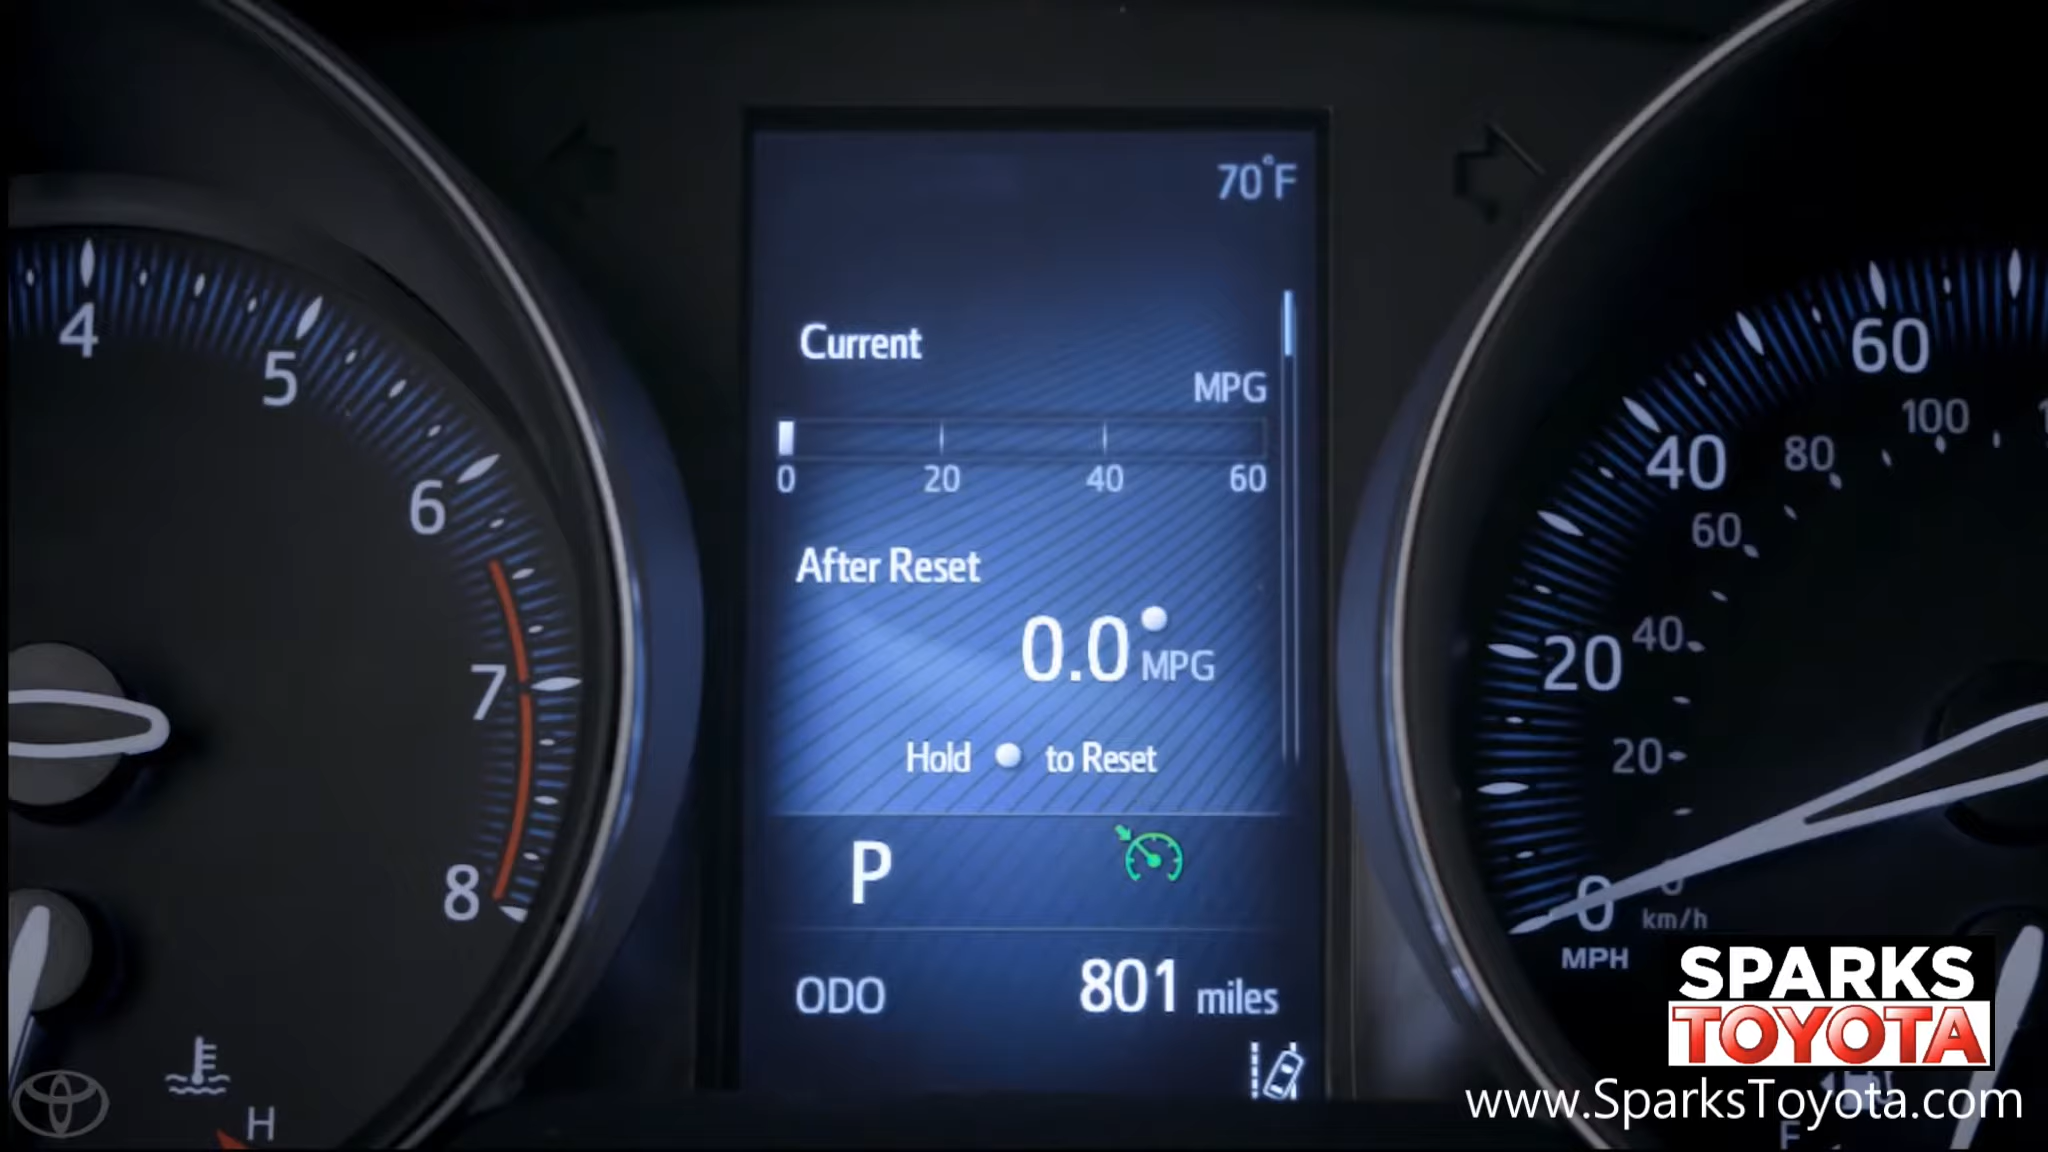 70°F
Current
MPG
0 20 40 60
After Reset
0.0 MPG
Hold to Reset
P
ODO 801 miles
4
5
6
7
8
H
60
40
20
0
MPH
100
80
60
40
20
0
km/h
SPARKS
TOYOTA
www.SparksToyota.com